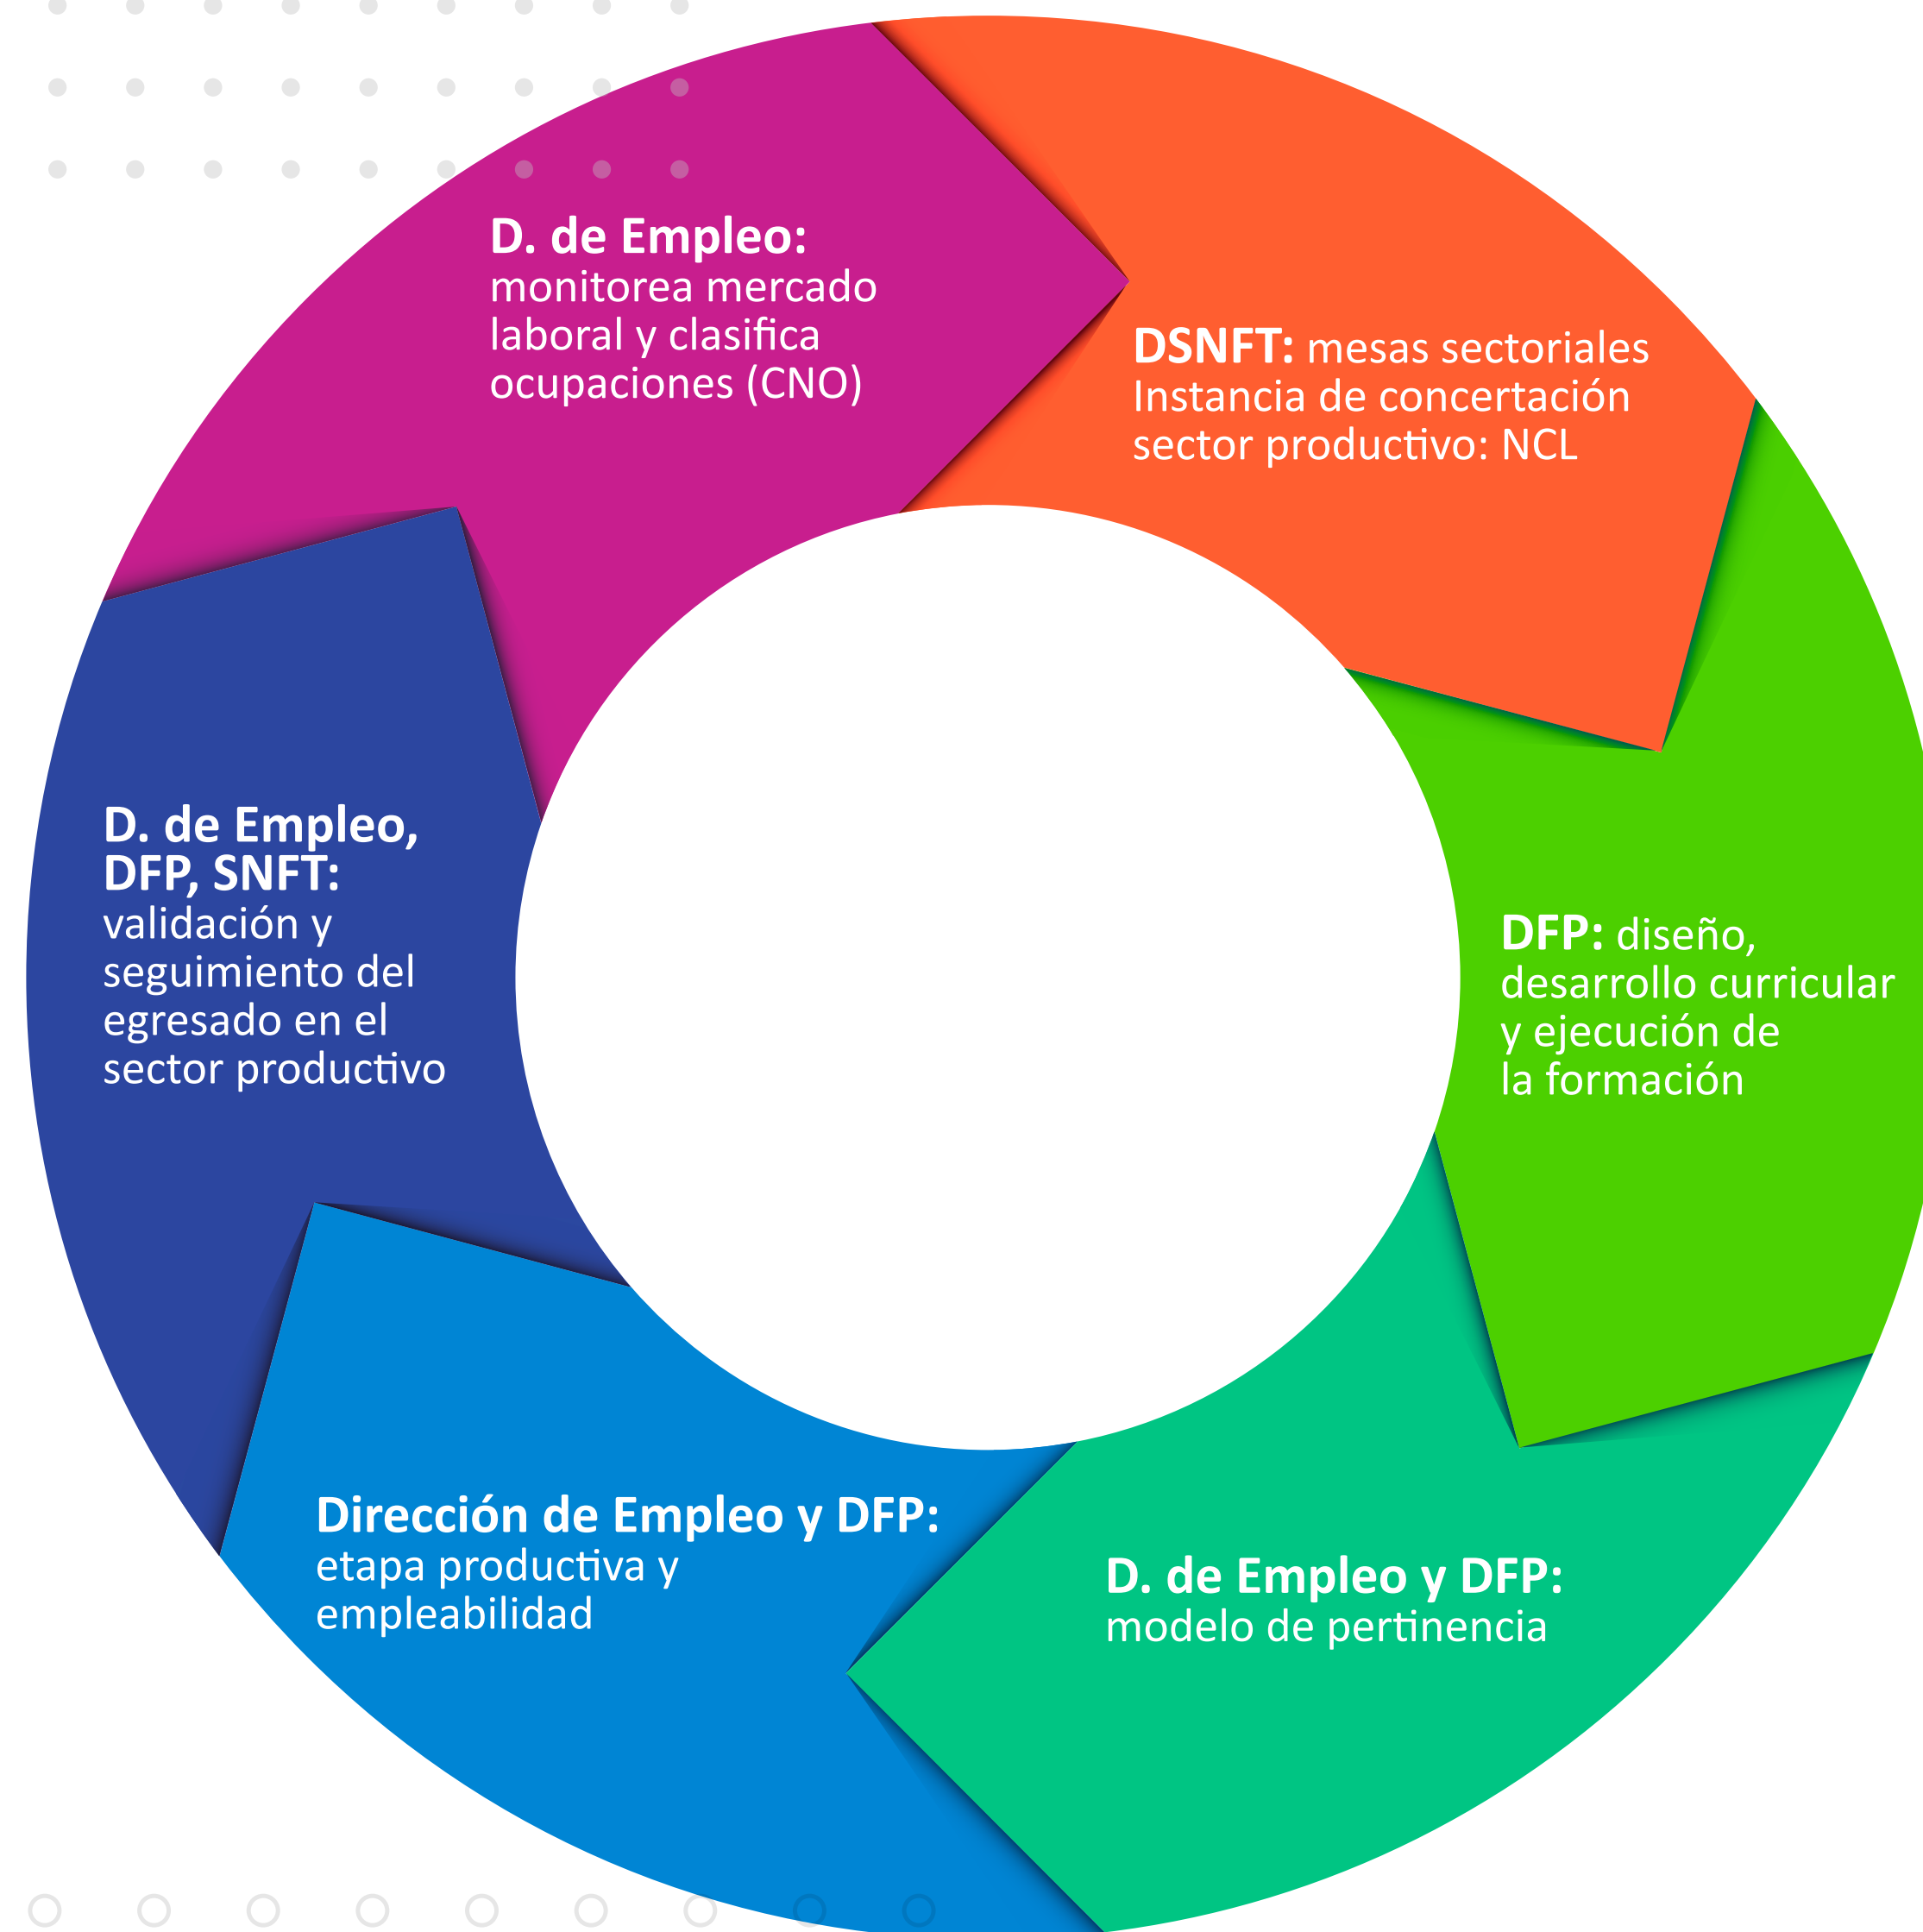 D. de Empleo:
monitorea mercado
laboral y clasifica
ocupaciones (CNO)
DSNFT: mesas sectoriales
Instancia de concertación
sector productivo: NCL
DFP: diseño,
desarrollo curricular
y ejecución de
la formación
D. de Empleo y DFP:
modelo de pertinencia
Dirección de Empleo y DFP:
etapa productiva y
empleabilidad
D. de Empleo,
DFP, SNFT:
validación y
seguimiento del
egresado en el
sector productivo